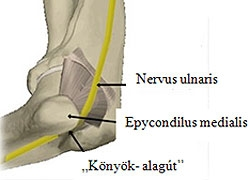 Nervus ulnaris
Epycondilus medialis
„Könyök- alagút”